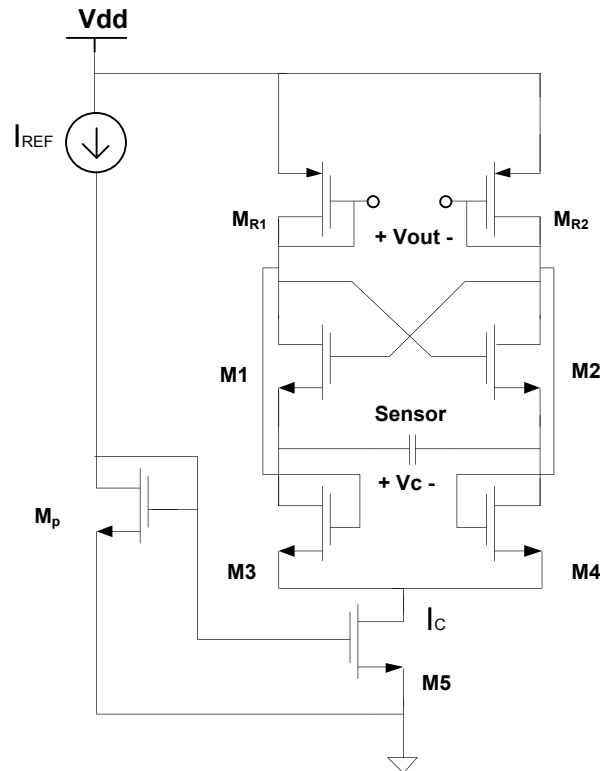 Vdd
IREF
MR1
+ Vout -
MR2
M1
M2
Sensor
+ Vc -
Mp
M3
M4
IC
M5